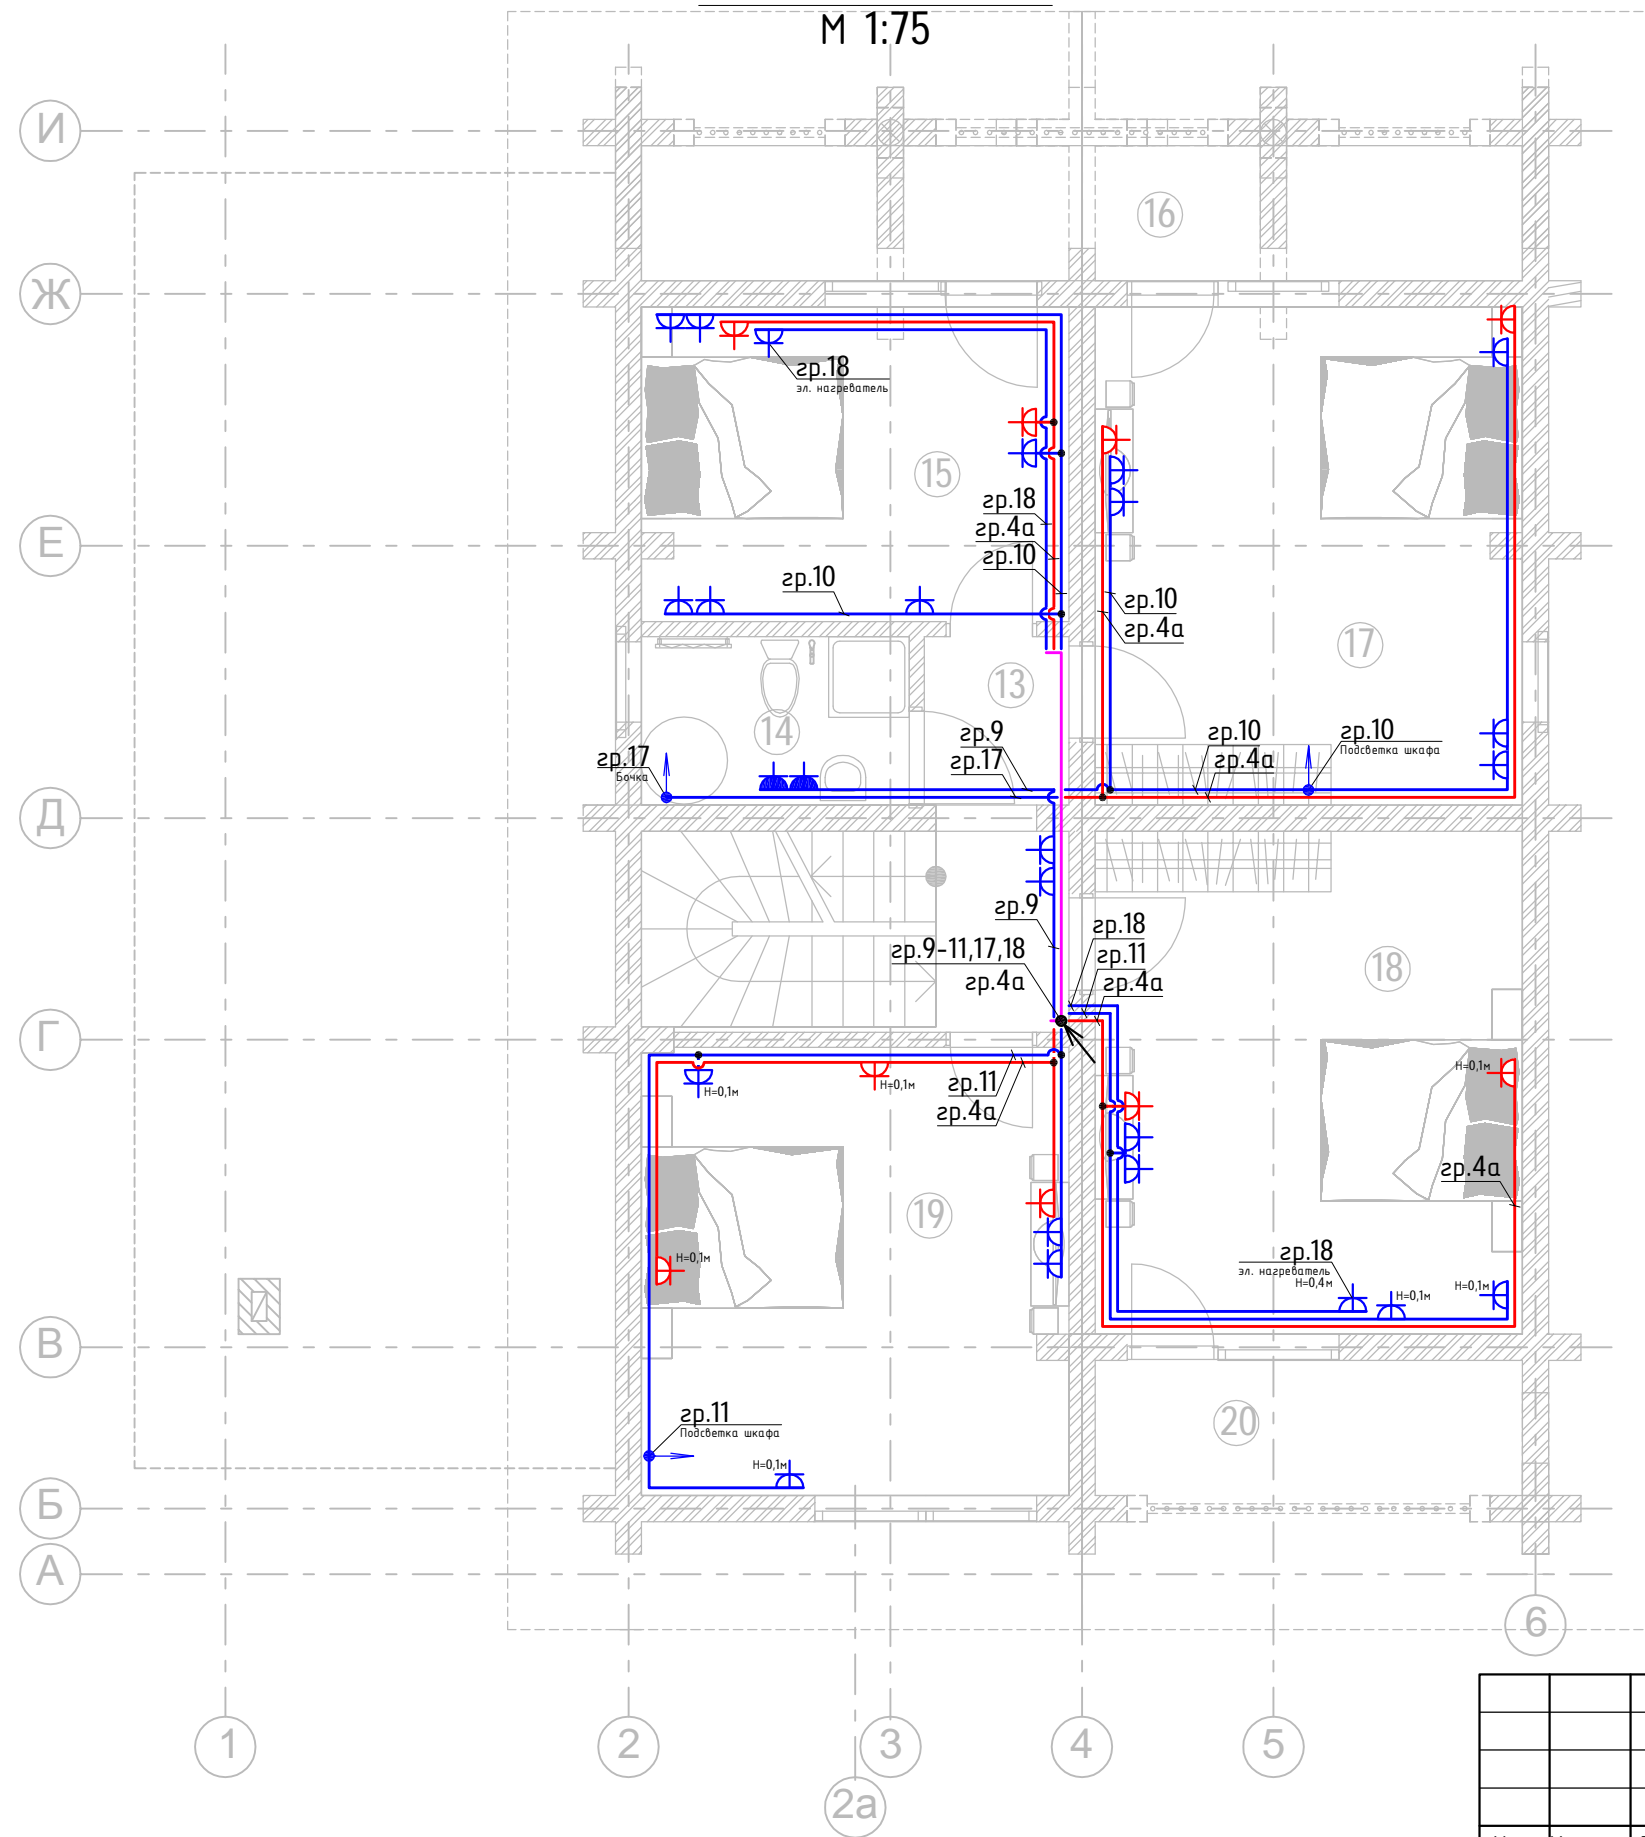 М 1:75
И
16
Ж
гр.18
эл. нагреватель
15
гр.18
гр.4а
гр.10
Е
гр.10
гр.10
гр.4а
17
13
14
гр.9
гр.17
гр.17
Бочка
гр.10
гр.4а
гр.10
Подсветка шкафа
Д
гр.9
гр.9-11,17,18
гр.4а
гр.18
гр.11
гр.4а
18
Г
Н=0,1м
Н=0,1м
гр.11
гр.4а
Н=0,1м
гр.4а
19
Н=0,1м
гр.18
эл. нагреватель
Н=0,4м
Н=0,1м
Н=0,1м
В
гр.11
Подсветка шкафа
20
Н=0,1м
Б
А
6
1
2
3
4
5
2а